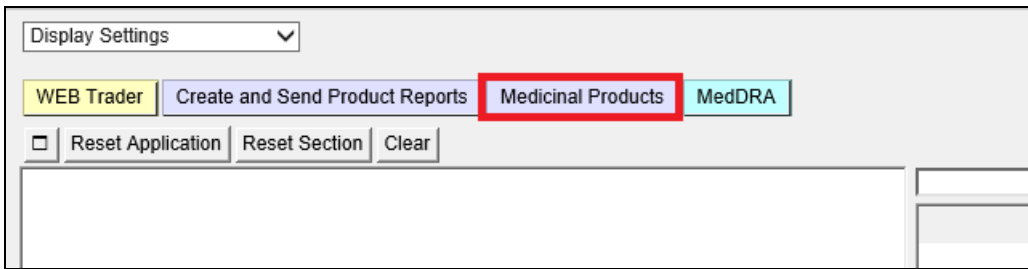 Display Settings
WEB Trader Create and Send Product Reports Medicinal Products MedDRA
Reset Application Reset Section Clear